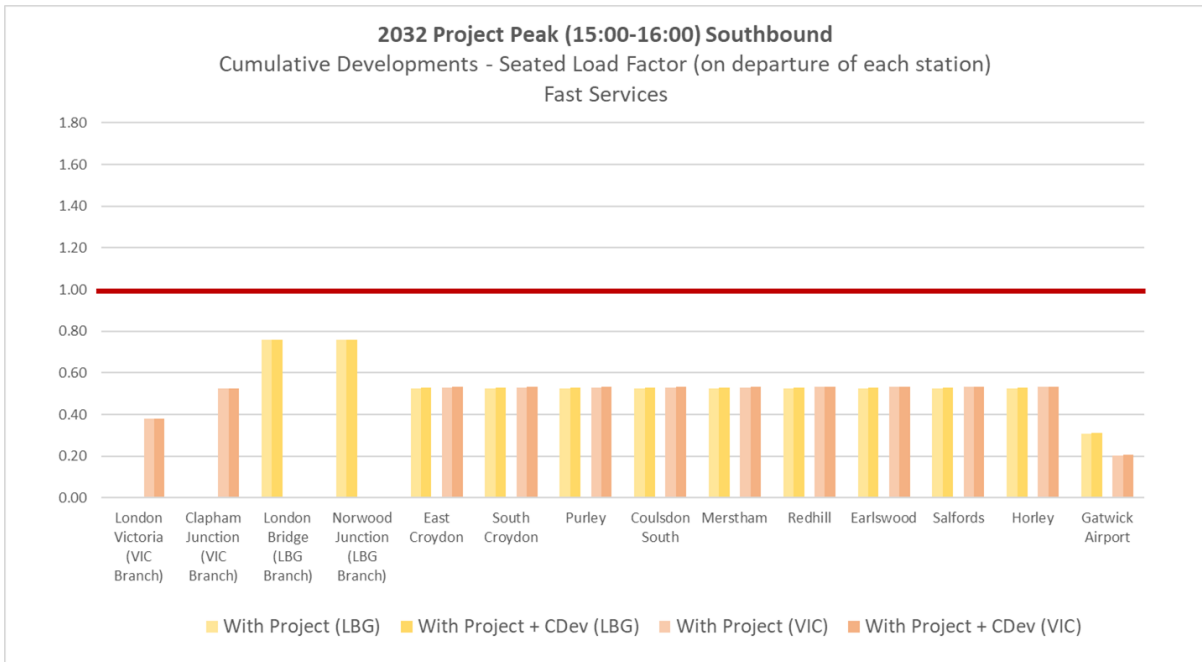 2032 Project Peak (15:00-16:00) Southbound
Cumulative Developments - Seated Load Factor (on departure of each station)
Fast Services
1.80
1.60
1.40
1.20
1.00
0.80
0.60
0.40
0.20
0.00
London
Victoria
(VIC
Branch)
Clapham
Junction
(VIC
Branch)
London
Bridge
(LBG
Branch)
Norwood
Junction
(LBG
Branch)
East
Croydon
South
Croydon
Purley
Coulsdon
South
Merstham
Redhill
Earlswood
Salfords
Horley
Gatwick
Airport
With Project (LBG)
With Project + CDev (LBG)
With Project (VIC)
With Project + CDev (VIC)